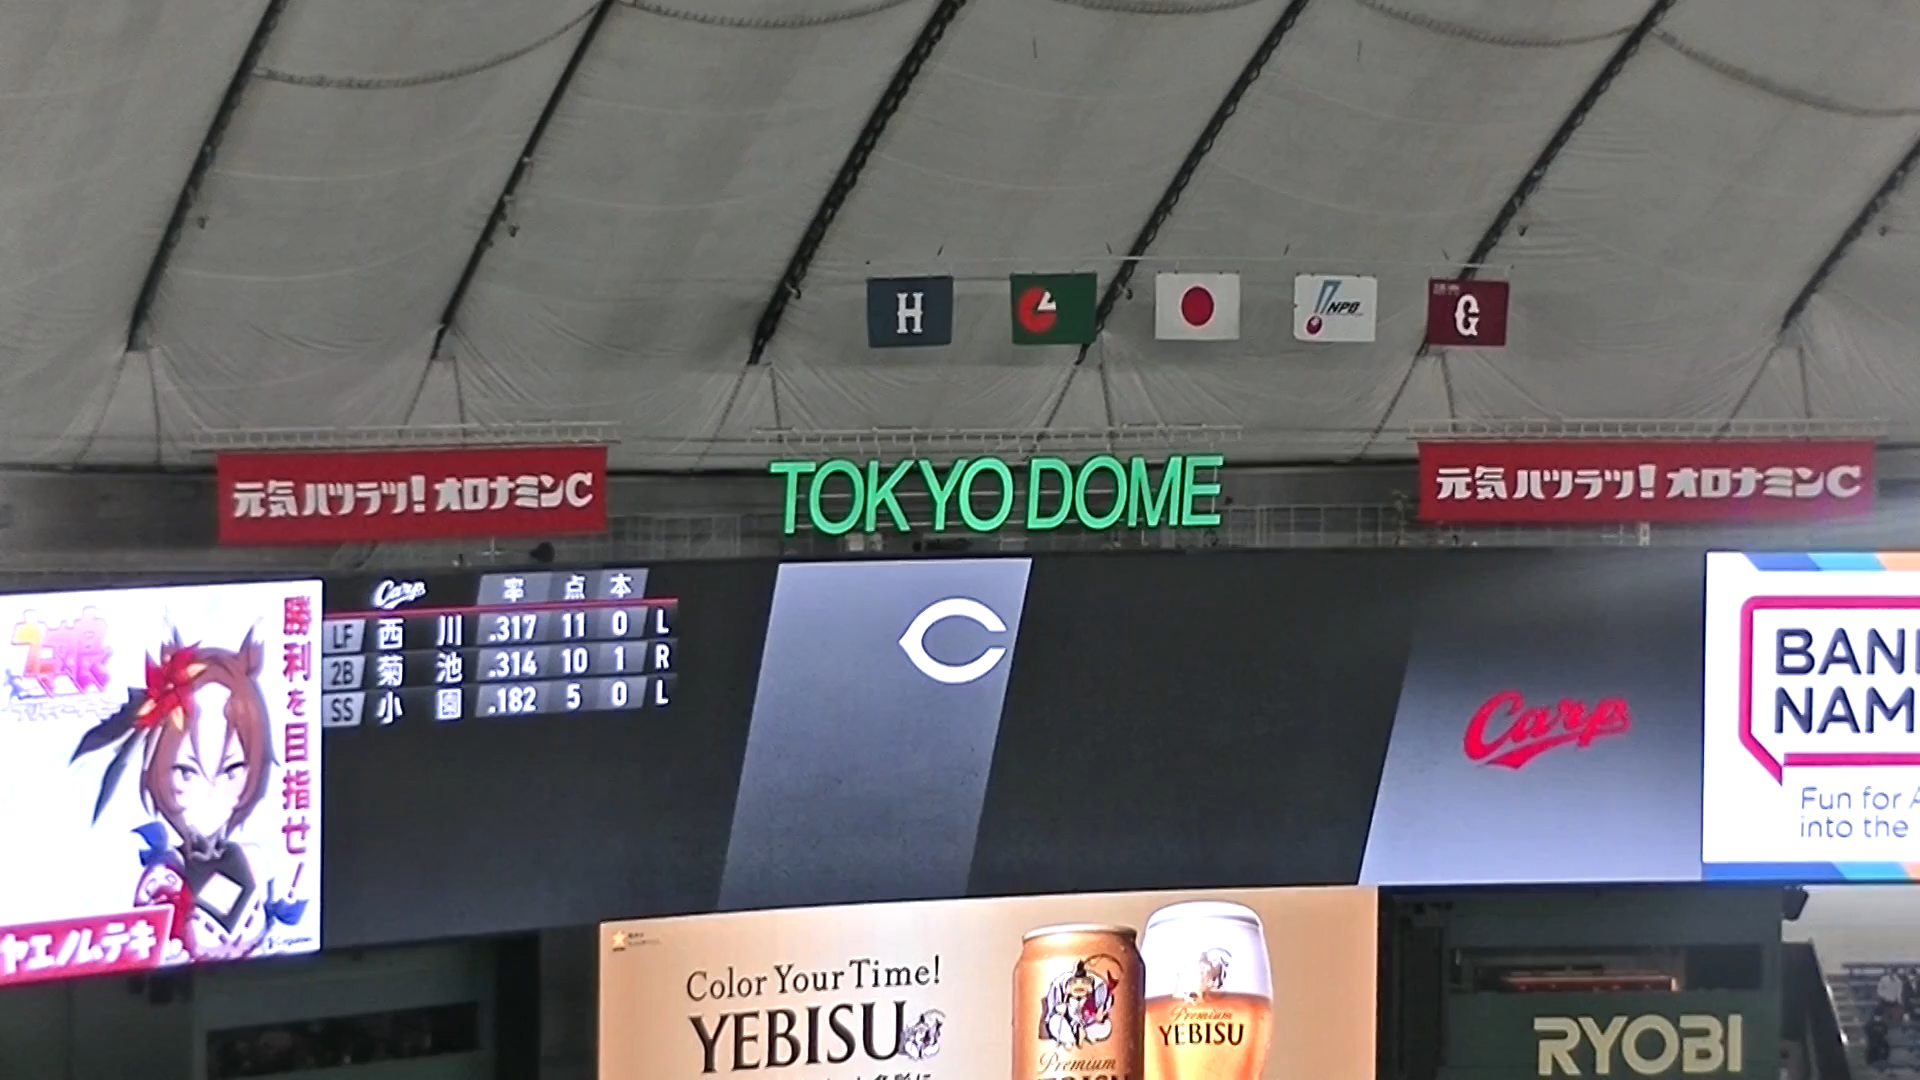 H
NPB
G
元気ハツラツ!オロナミンC
TOKYO DOME
元気ハツラツ!オロナミンC
勝利を目指せ!
ヤエノムテキ
Carp 率 点 本
LF 西川 .317 11 0 L
2B 菊池 .314 10 1 R
SS 小園 .182 5 0 L
C
Carp
BAN
NAM
Fun for A
into the
Color Your Time!
YEBISU
Premium
Premium
YEBISU
RYOBI